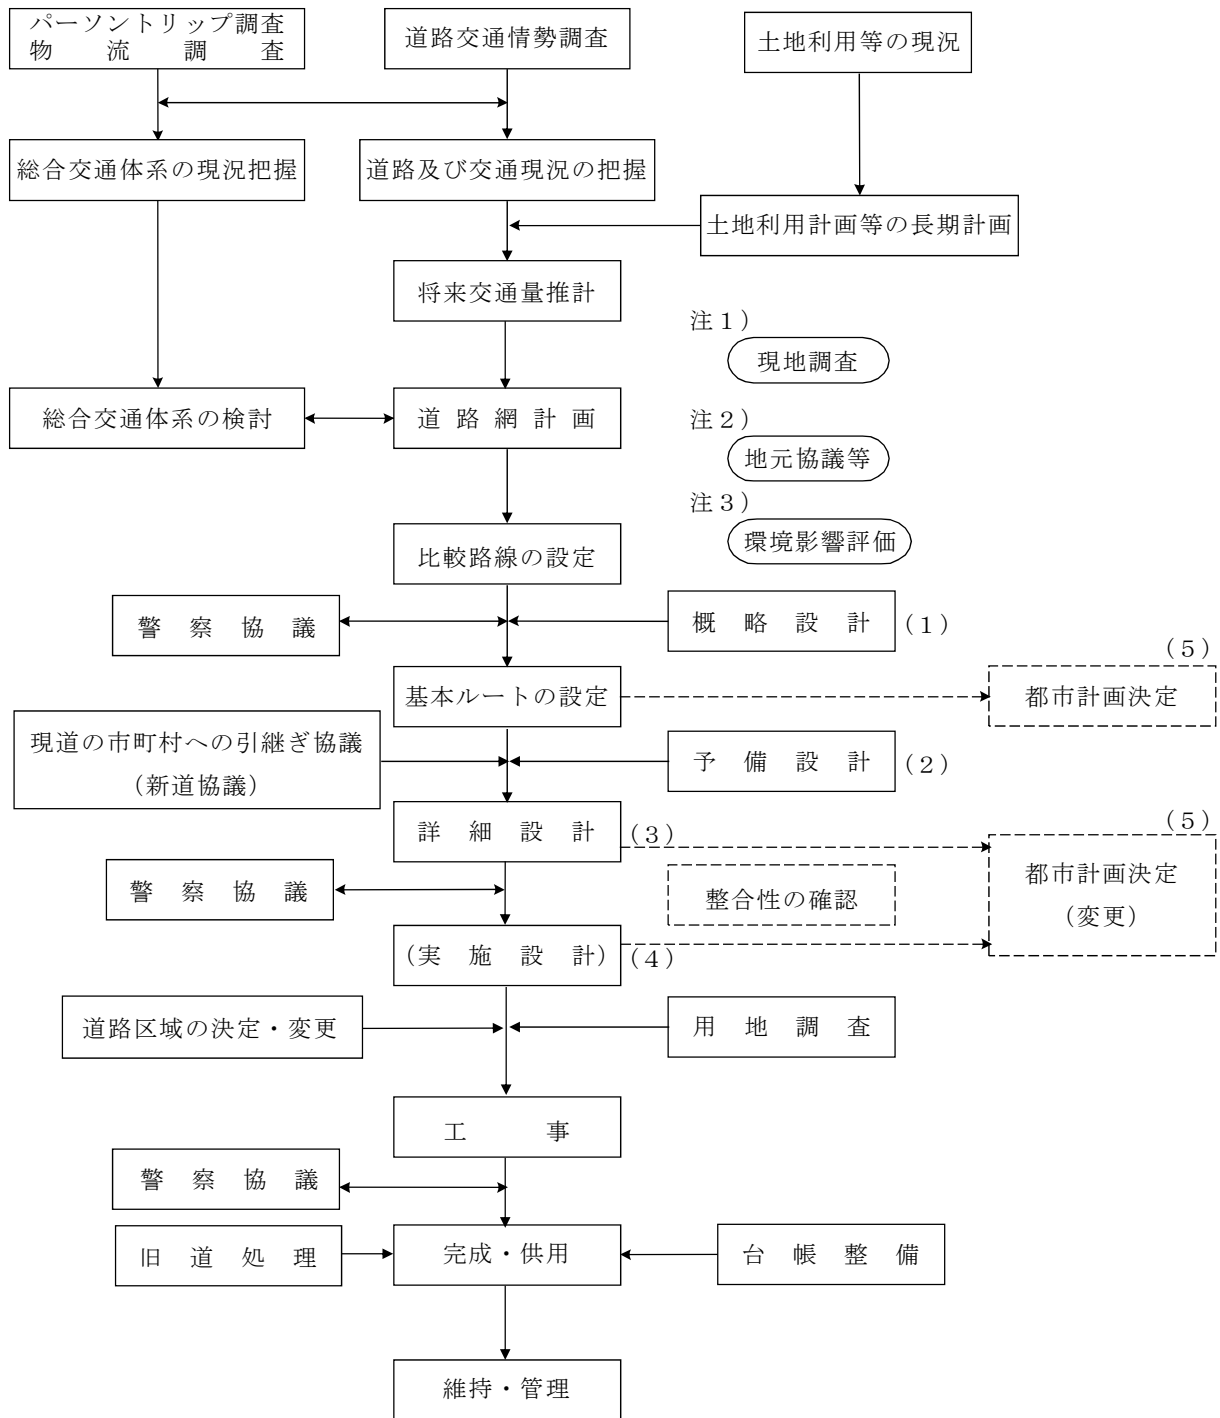 パーソントリップ調査
物流調査
道路交通情勢調査
土地利用等の現況
総合交通体系の現況把握
道路及び交通現況の把握
土地利用計画等の長期計画
将来交通量推計
注１）
現地調査
総合交通体系の検討
道路網計画
注２）
地元協議等
注３）
環境影響評価
比較路線の設定
警察協議
概略設計
（１）
（５）
基本ルートの設定
都市計画決定
現道の市町村への引継ぎ協議
（新道協議）
予備設計
（２）
詳細設計
（３）
（５）
都市計画決定
（変更）
警察協議
整合性の確認
（実施設計）
（４）
道路区域の決定・変更
用地調査
工事
警察協議
旧道処理
完成・供用
台帳整備
維持・管理